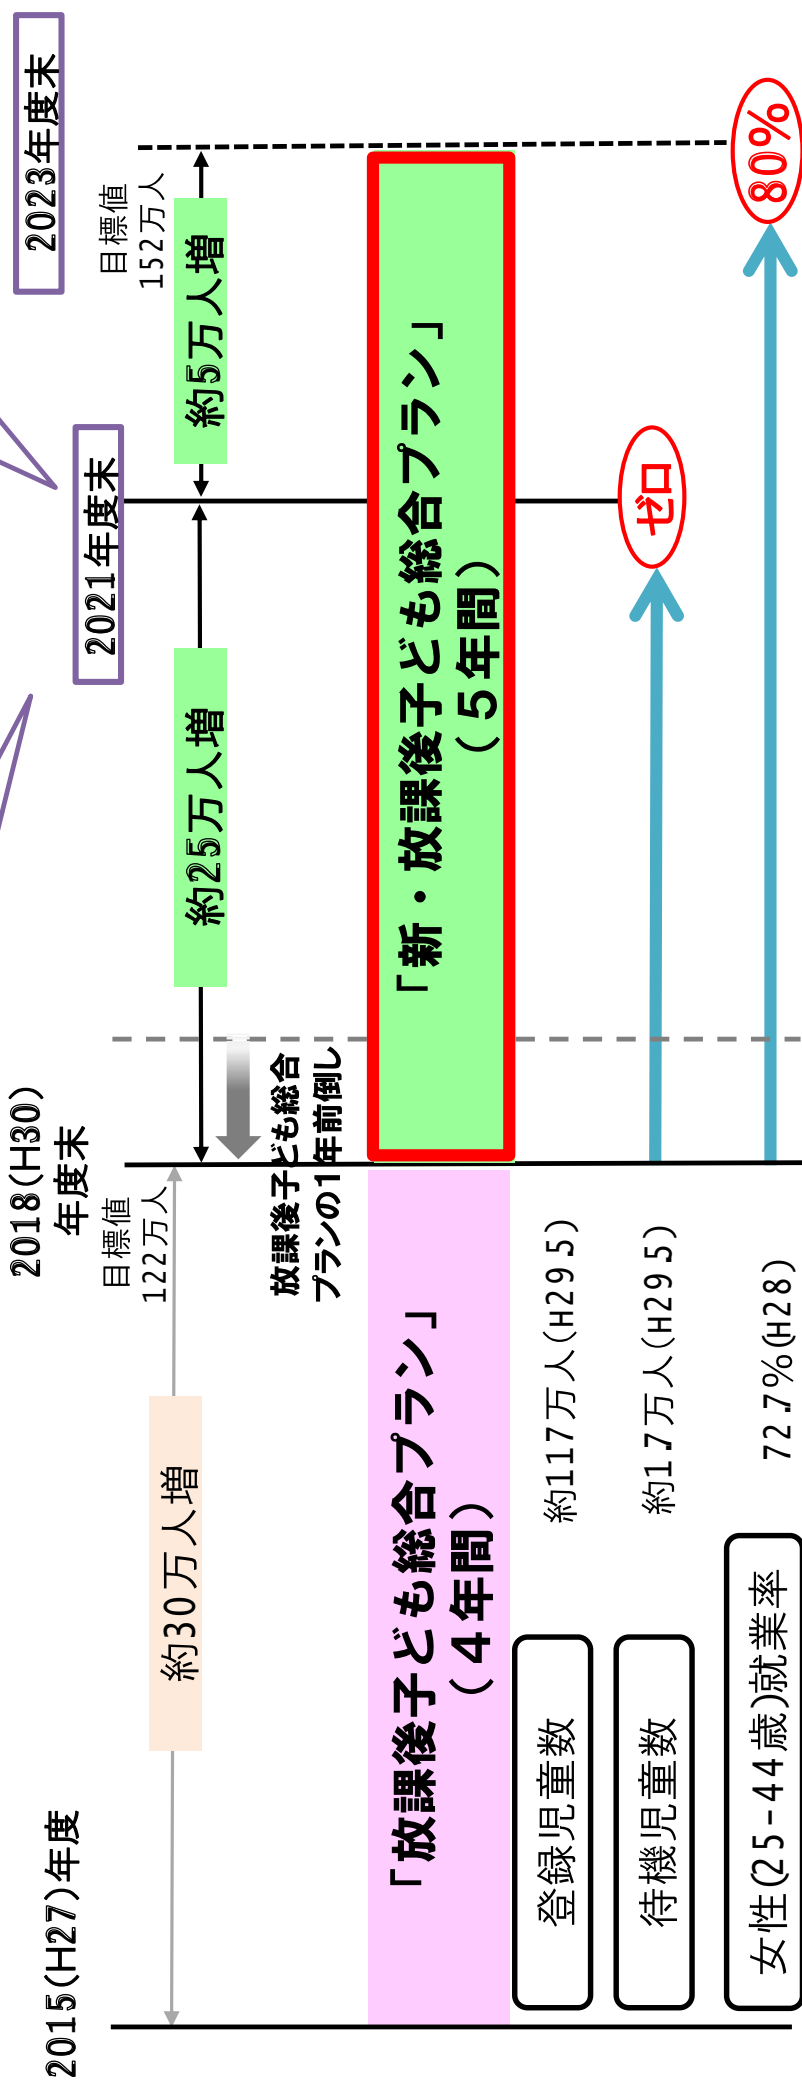 2015(H27)年度
2018(H30)
年度末
2021年度末
2023年度末
目標値
122万人
目標値
152万人
約30万人増
約25万人増
約5万人増
放課後子ども総合
プランの1年前倒し
「放課後子ども総合プラン」
（４年間）
「新・放課後子ども総合プラン」
（５年間）
登録児童数
約117万人(H29.5)
待機児童数
約1.7万人(H29.5)
ゼロ
女性(25-44歳)就業率
72.7%(H28)
80%